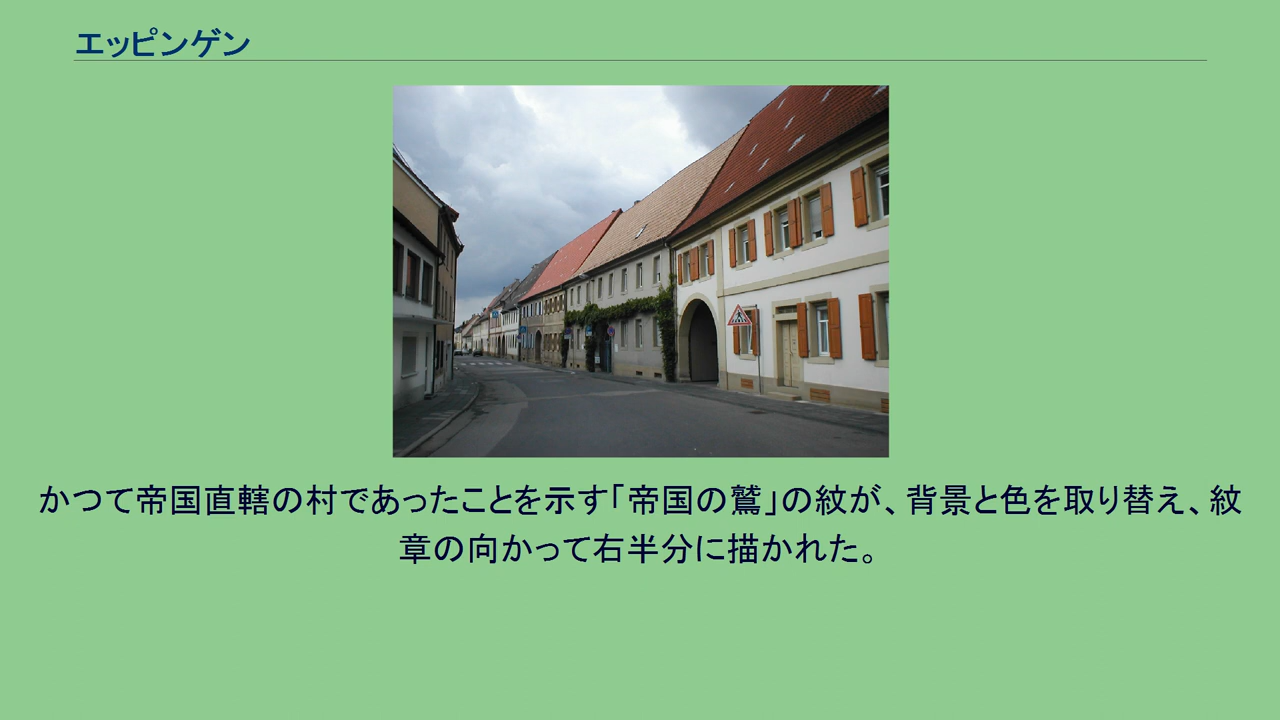 エッピンゲン
かつて帝国直轄の村であったことを示す「帝国の鷲」の紋が、背景と色を取り替え、紋
章の向かって右半分に描かれた。